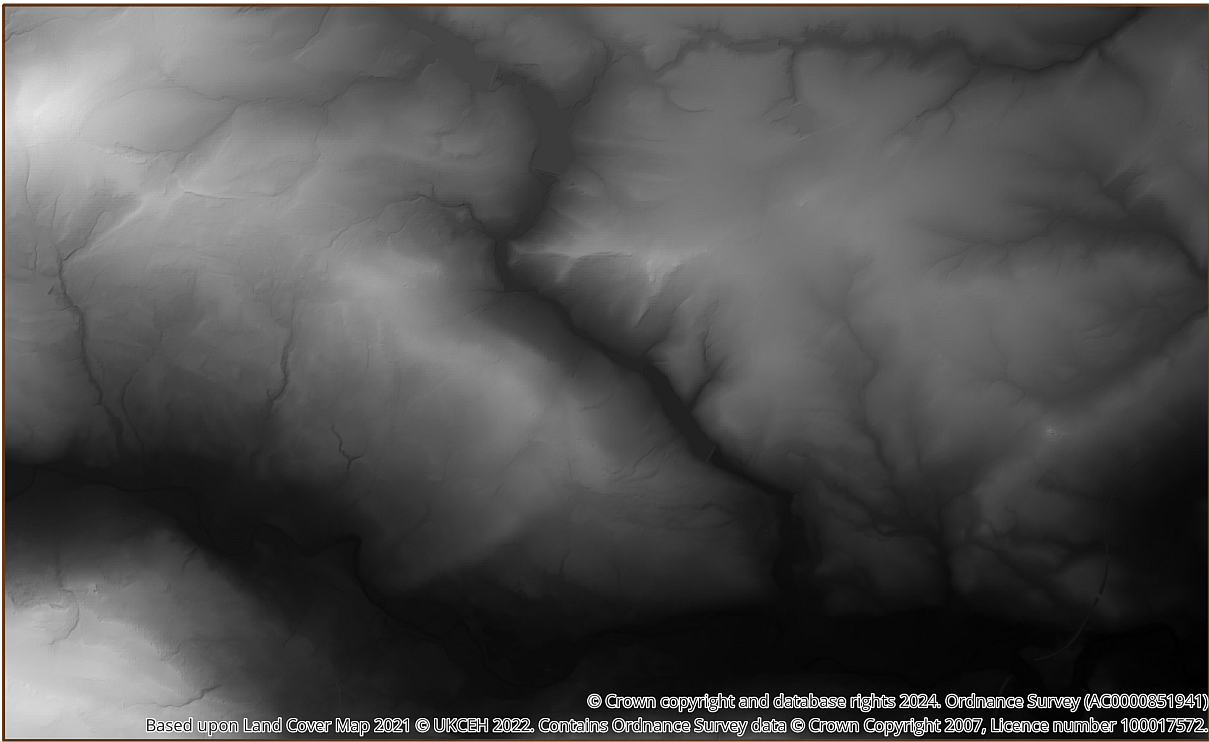 © Crown copyright and database rights 2024. Ordnance Survey (AC0000851941)
Based upon Land Cover Map 2021 © UKCEH 2022. Contains Ordnance Survey data © Crown Copyright 2007, Licence number 100017572.